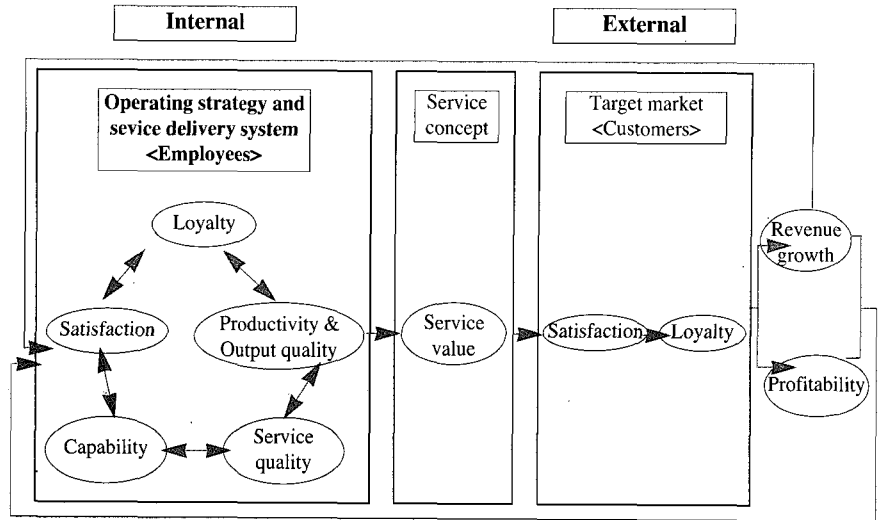 Internal
External
Operating strategy and
sevice delivery system
<Employees>
Service
concept
Target market
<Customers>
Loyalty
Satisfaction
Productivity &
Output quality
Capability
Service
quality
Service
value
Satisfaction
Loyalty
Revenue
growth
Profitability